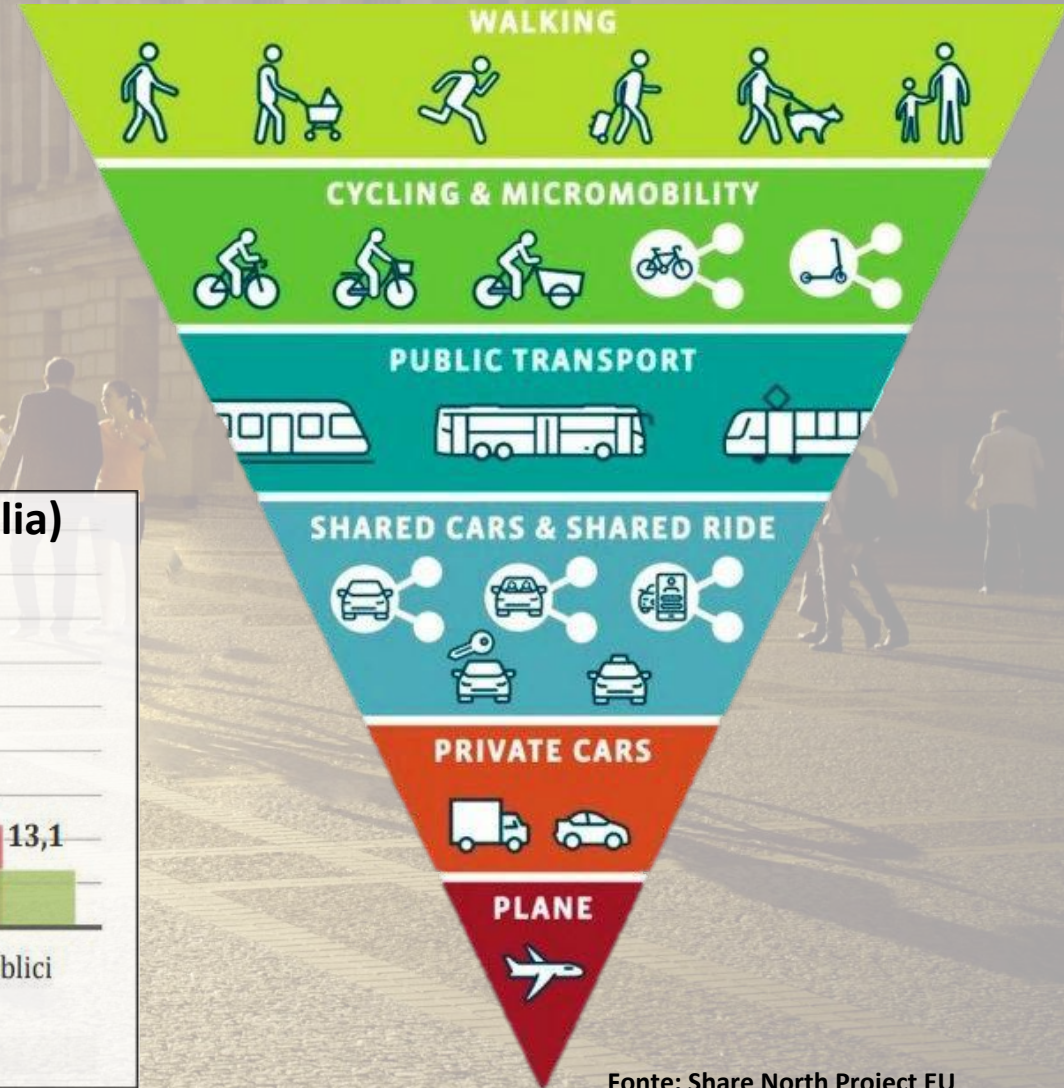 WALKING
CYCLING & MICROMOBILITY
PUBLIC TRANSPORT
SHARED CARS & SHARED RIDE
PRIVATE CARS
PLANE
lia)
13,1
blici
Fonte: Share North Project EU